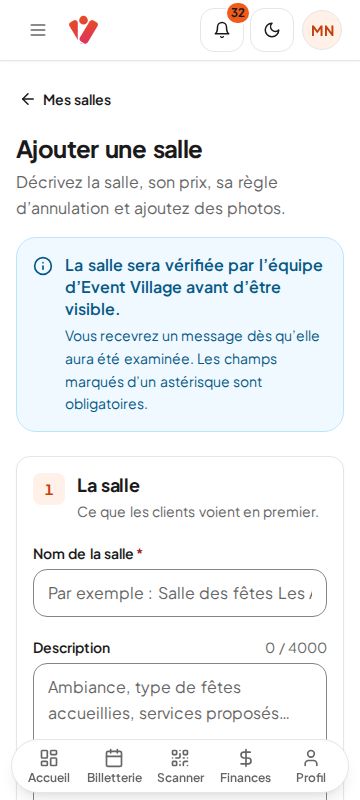 32
MN
Mes salles
Ajouter une salle
Décrivez la salle, son prix, sa règle
d’annulation et ajoutez des photos.
La salle sera vérifiée par l’équipe
d’Event Village avant d’être
visible.
Vous recevrez un message dès qu’elle
aura été examinée. Les champs
marqués d’un astérisque sont
obligatoires.
1
La salle
Ce que les clients voient en premier.
Nom de la salle *
Par exemple : Salle des fêtes Les
Description
0 / 4000
Ambiance, type de fêtes
accueillies, services proposés…
Accueil
Billetterie
Scanner
Finances
Profil